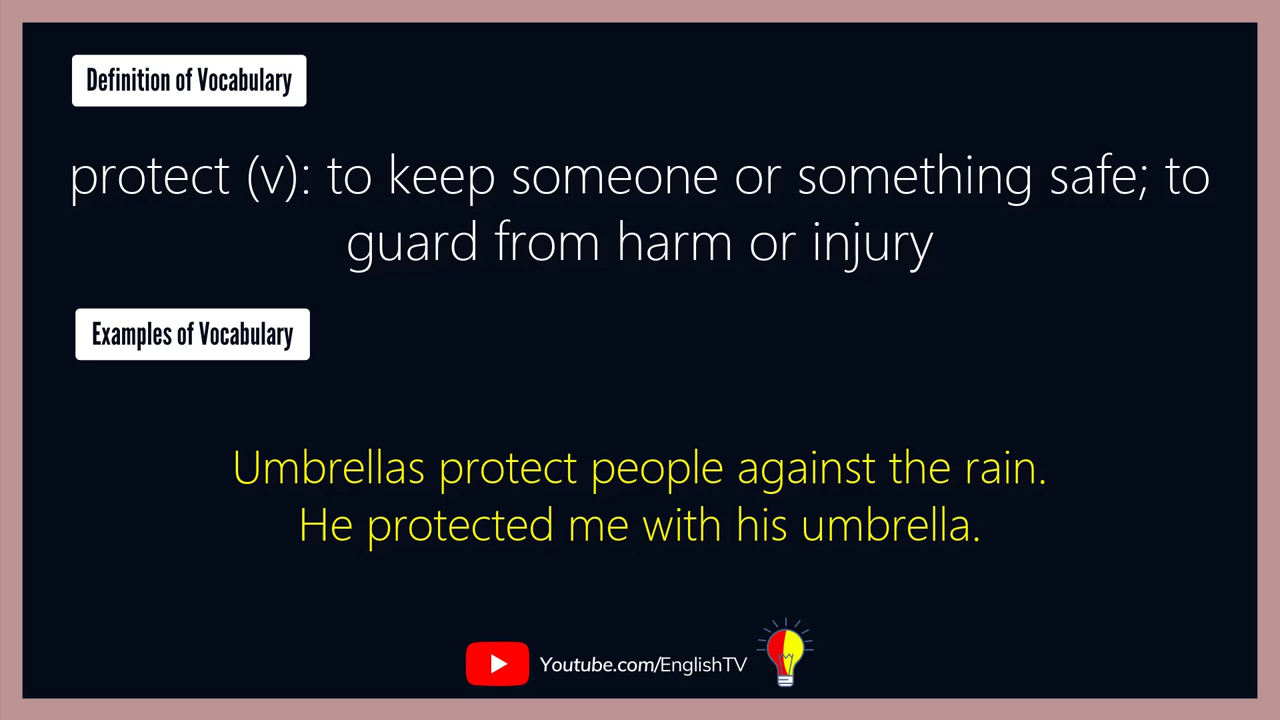 Definition of Vocabulary
protect (v): to keep someone or something safe; to
guard from harm or injury
Examples of Vocabulary
Umbrellas protect people against the rain.
He protected me with his umbrella.
Youtube.com/EnglishTV